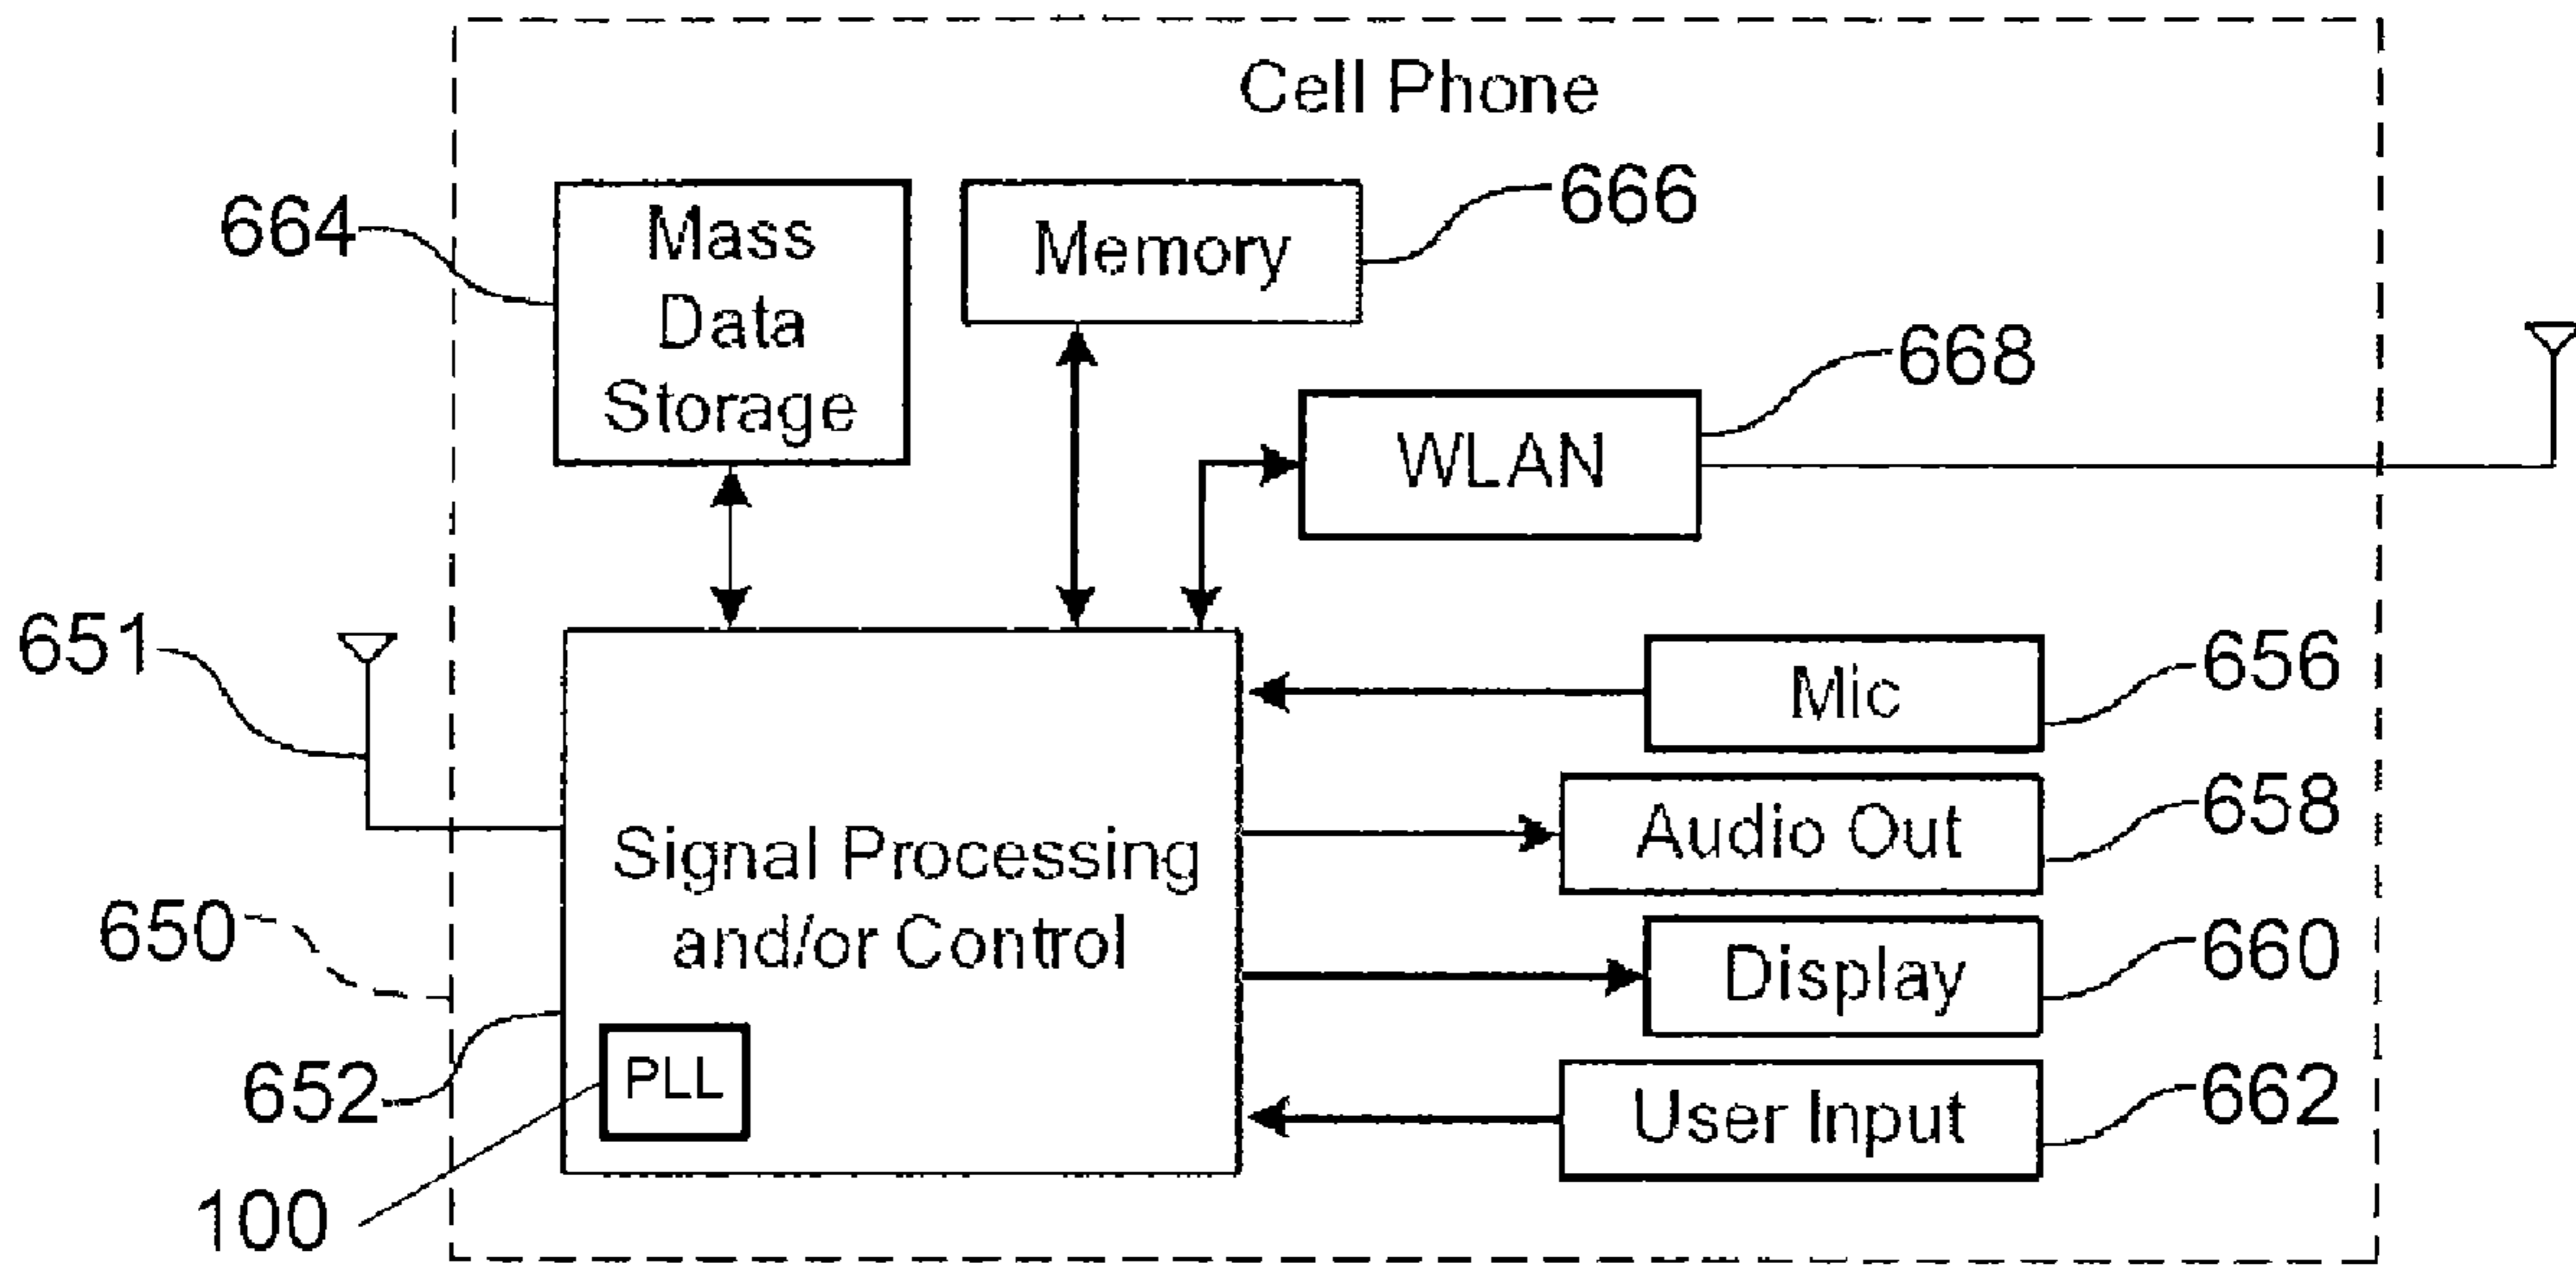 Cell Phone
664
Mass
Data
Storage
Memory
666
WLAN
668
651
Mic
656
Audio Out
658
Signal Processing
and/or Control
650
Display
660
652
PLL
User Input
662
100